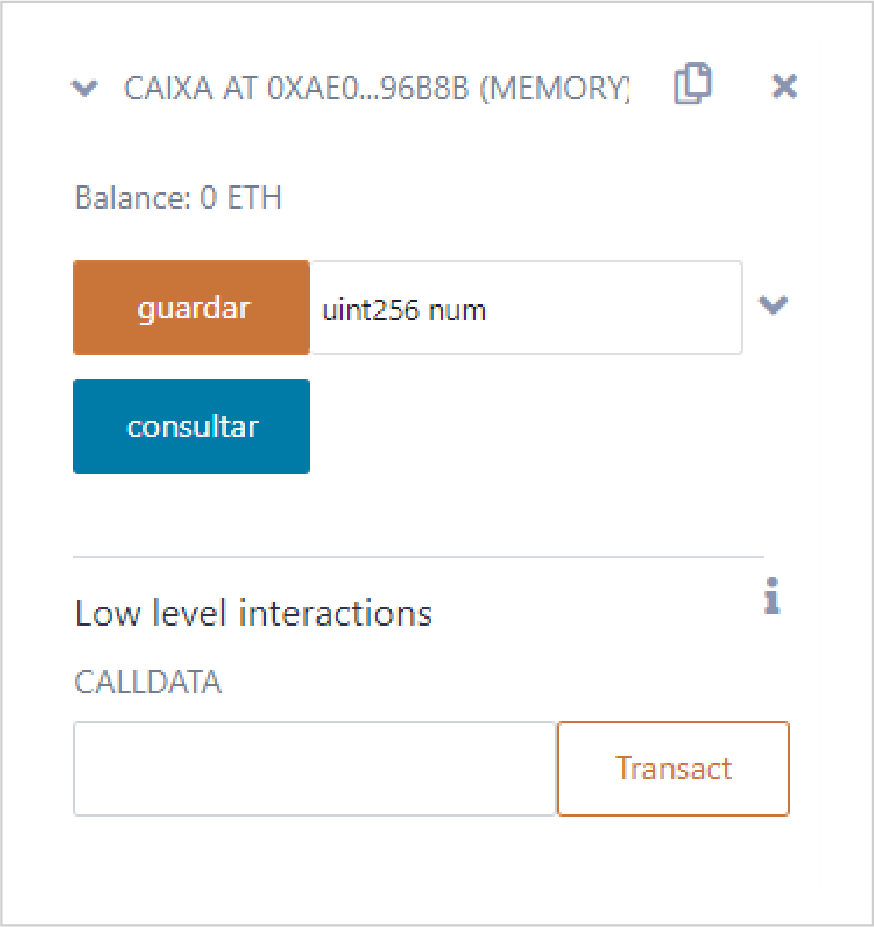 CAIXA AT 0XAE0...96B8B (MEMORY)
Balance: 0 ETH
guardar uint256 num
consultar
Low level interactions
CALLDATA
Transact